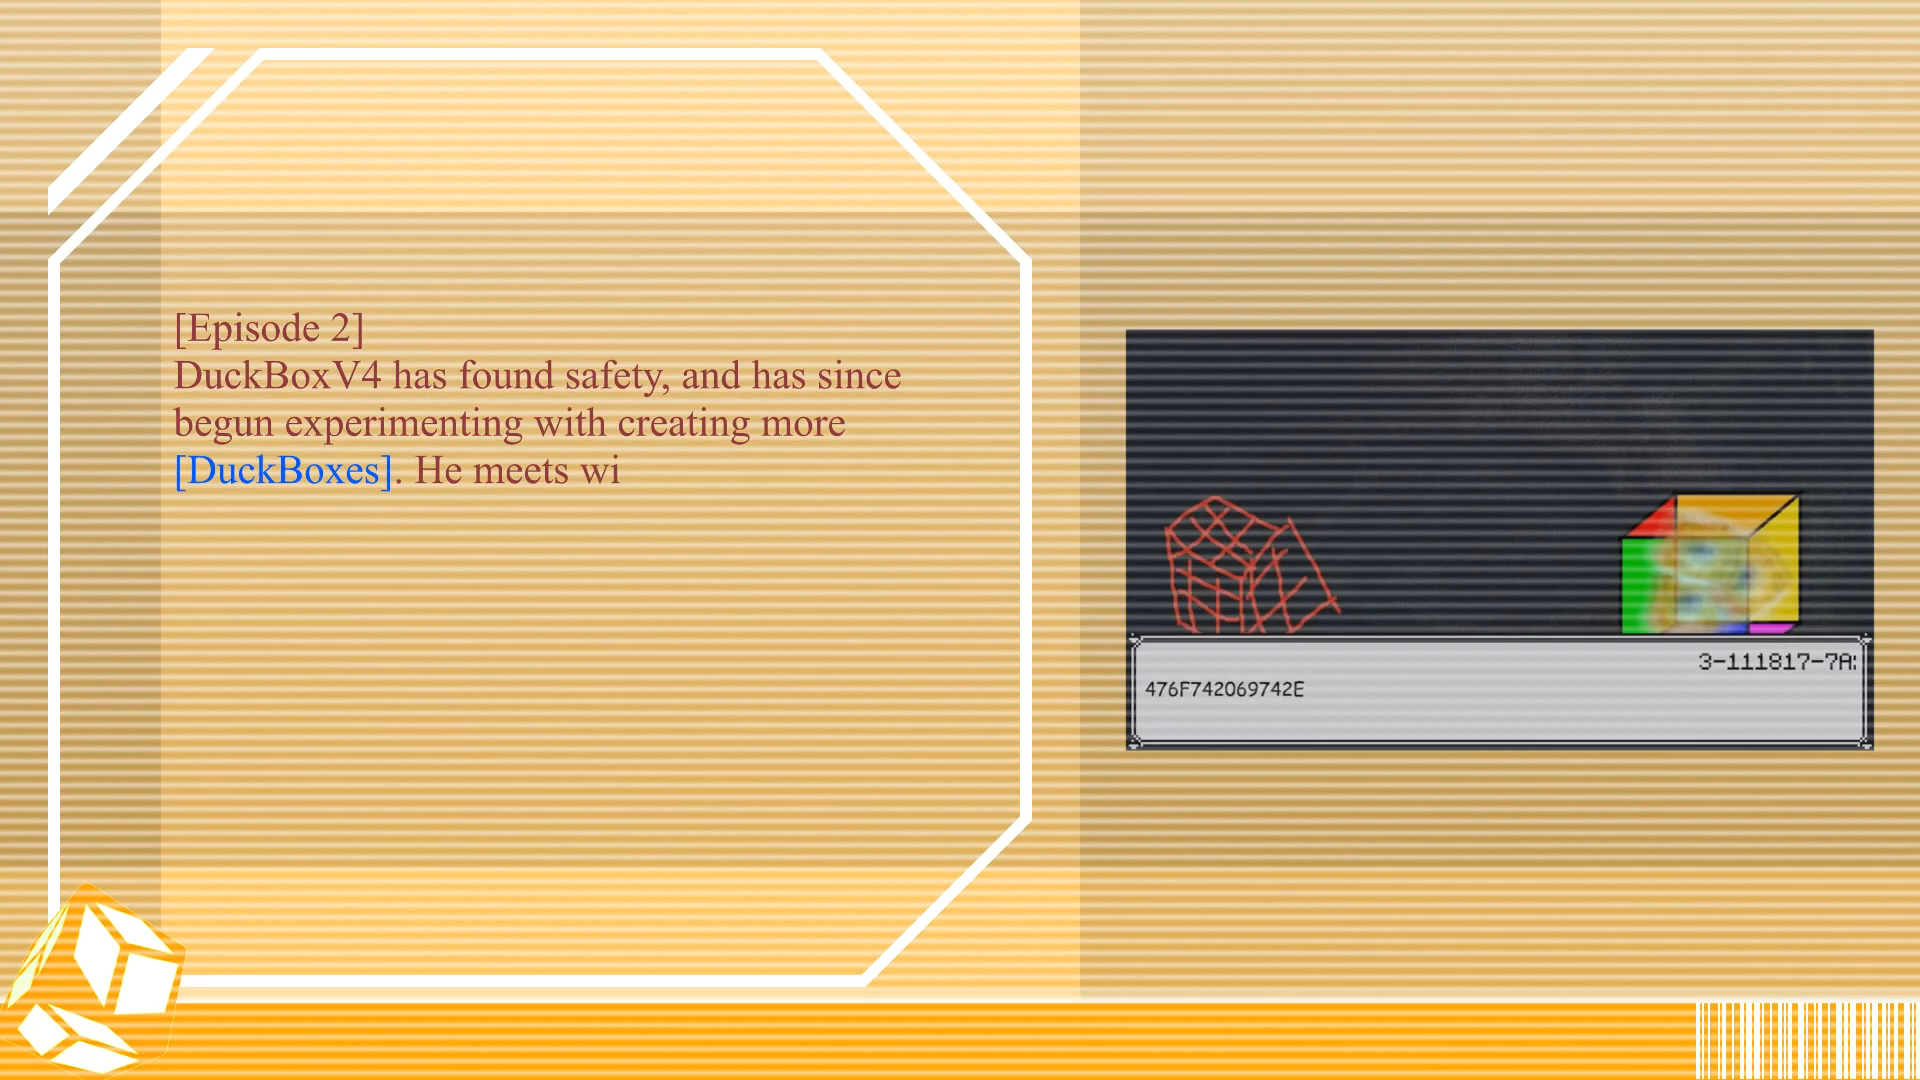 [Episode 2]
DuckBoxV4 has found safety, and has since
begun experimenting with creating more
[DuckBoxes]. He meets wi
3-111817-7A:
476F742069742E